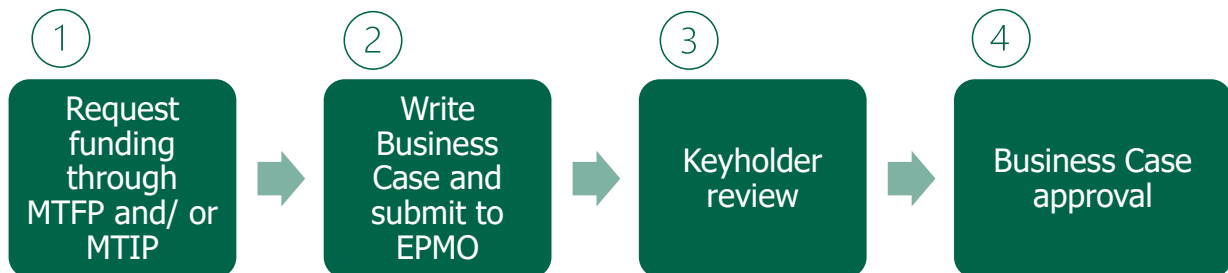 1
Request
funding
through
MTFP and/ or
MTIP
2
Write
Business
Case and
submit to
EPMO
3
Keyholder
review
4
Business Case
approval